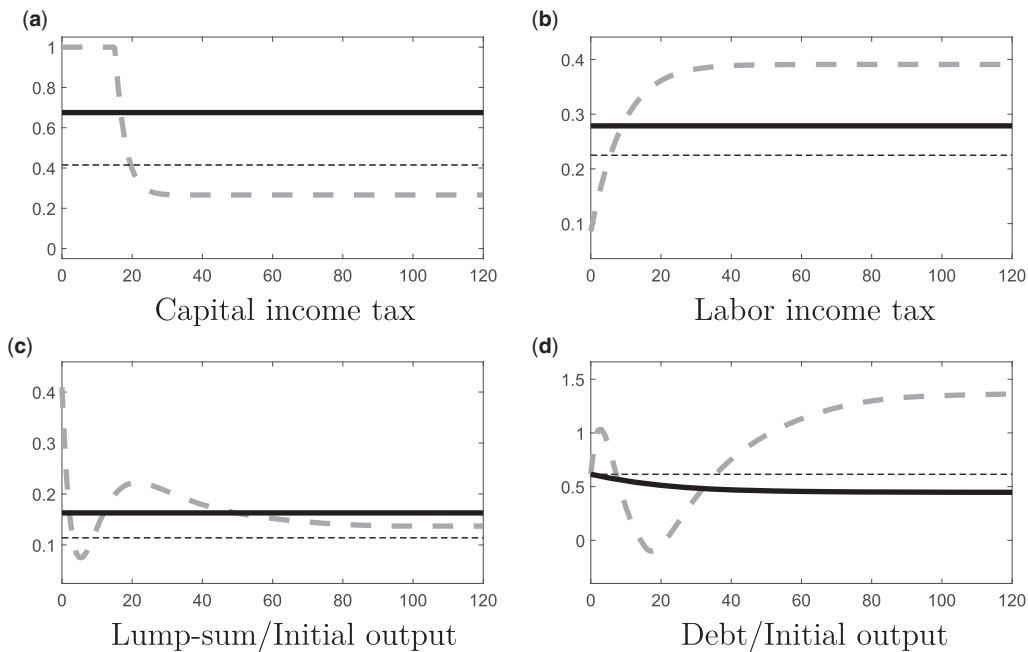 (a)
1
0.8
0.6
0.4
0.2
0
0 20 40 60 80 100 120
Capital income tax
(b)
0.4
0.3
0.2
0.1
0 20 40 60 80 100 120
Labor income tax
(c)
0.4
0.3
0.2
0.1
0 20 40 60 80 100 120
Lump-sum/Initial output
(d)
1.5
1
0.5
0
0 20 40 60 80 100 120
Debt/Initial output